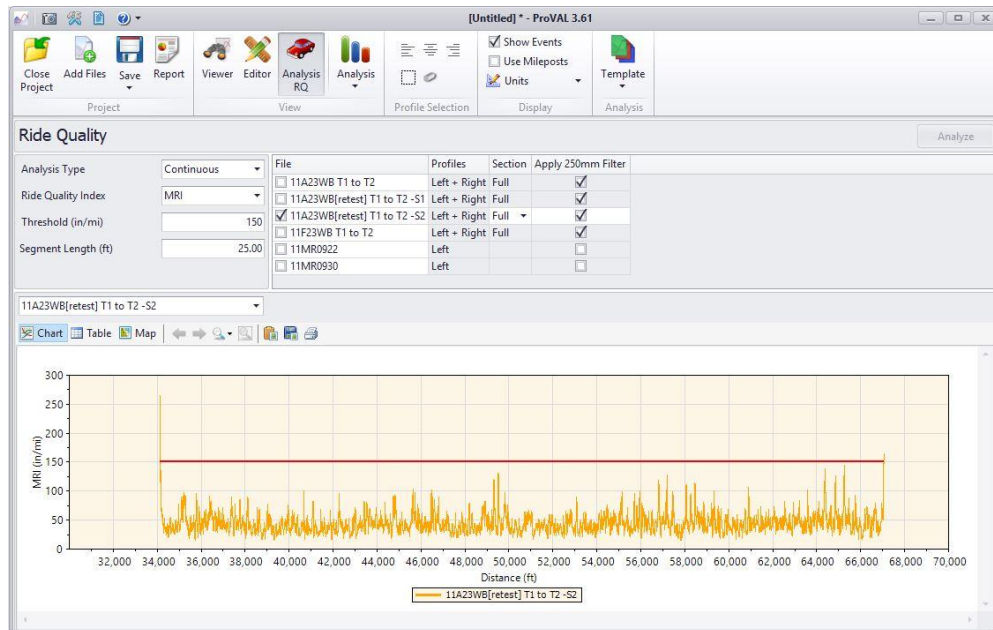 [Untitled] * - ProVAL 3.61
Close Project
Add Files
Save
Report
Viewer
Editor
Analysis RQ
Analysis
Show Events
Use Mileposts
Units
Template
Project
View
Profile Selection
Display
Analysis
Ride Quality
Analyze
Analysis Type Continuous
Ride Quality Index MRI
Threshold (in/mi) 150
Segment Length (ft) 25.00
File Profiles Section Apply 250mm Filter
11A23WB T1 to T2 Left + Right Full
11A23WB[retest] T1 to T2 -S1 Left + Right Full
11A23WB[retest] T1 to T2 -S2 Left + Right Full
11F23WB T1 to T2 Left + Right Full
11MR0922 Left
11MR0930 Left
11A23WB[retest] T1 to T2 -S2
Chart Table Map
300
250
200
150
100
50
0
MRI (in/mi)
32,000 34,000 36,000 38,000 40,000 42,000 44,000 46,000 48,000 50,000 52,000 54,000 56,000 58,000 60,000 62,000 64,000 66,000 68,000 70,000
Distance (ft)
11A23WB[retest] T1 to T2 -S2